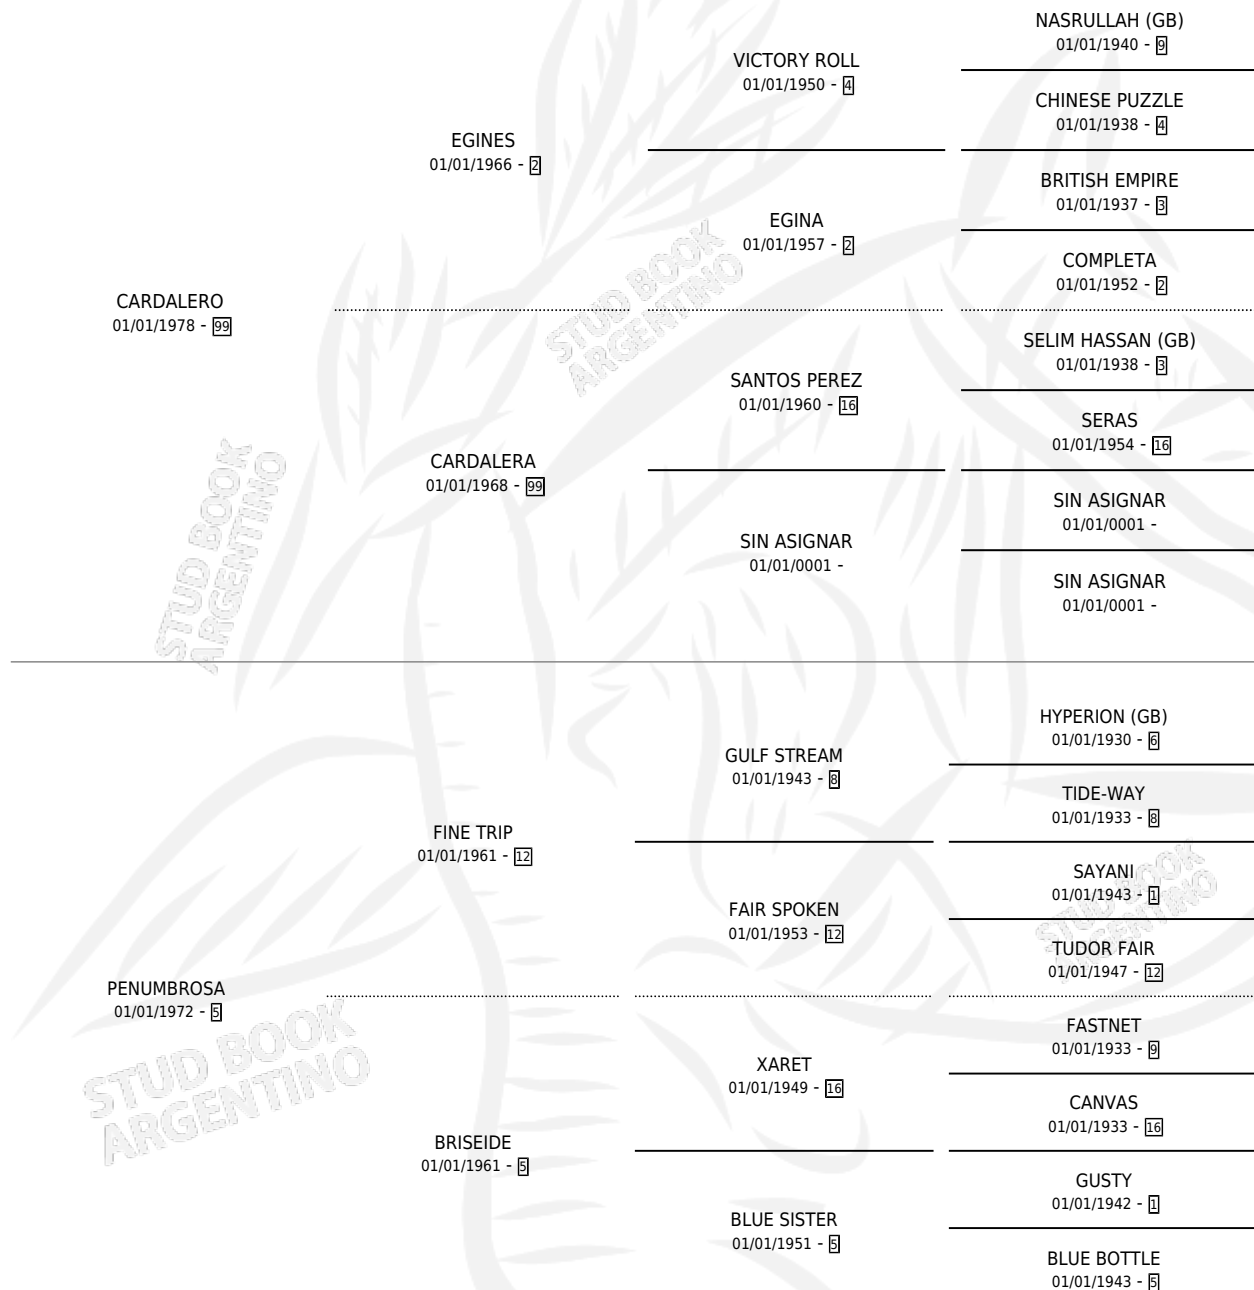 NASRULLAH (GB)
01/01/1940 - 9
VICTORY ROLL
01/01/1950 - 4
CHINESE PUZZLE
01/01/1938 - 4
EGINES
01/01/1966 - 2
BRITISH EMPIRE
01/01/1937 - 3
EGINA
01/01/1957 - 2
COMPLETA
01/01/1952 - 2
CARDALERO
01/01/1978 - 99
STUD BOOK
ARGENTINO
SELIM HASSAN (GB)
01/01/1938 - 3
SANTOS PEREZ
01/01/1960 - 16
SERAS
01/01/1954 - 16
CARDALERA
01/01/1968 - 99
SIN ASIGNAR
01/01/0001 -
SIN ASIGNAR
01/01/0001 -
SIN ASIGNAR
01/01/0001 -
STUD BOOK
ARGENTINO
HYPERION (GB)
01/01/1930 - 6
GULF STREAM
01/01/1943 - 8
TIDE-WAY
01/01/1933 - 8
FINE TRIP
01/01/1961 - 12
SAYANI
01/01/1943 - 1
STUD BOOK
ARGENTINO
FAIR SPOKEN
01/01/1953 - 12
TUDOR FAIR
01/01/1947 - 12
PENUMBROSA
01/01/1972 - 5
STUD BOOK
ARGENTINO
FASTNET
01/01/1933 - 9
XARET
01/01/1949 - 16
CANVAS
01/01/1933 - 16
BRISEIDE
01/01/1961 - 5
GUSTY
01/01/1942 - 1
BLUE SISTER
01/01/1951 - 5
BLUE BOTTLE
01/01/1943 - 5